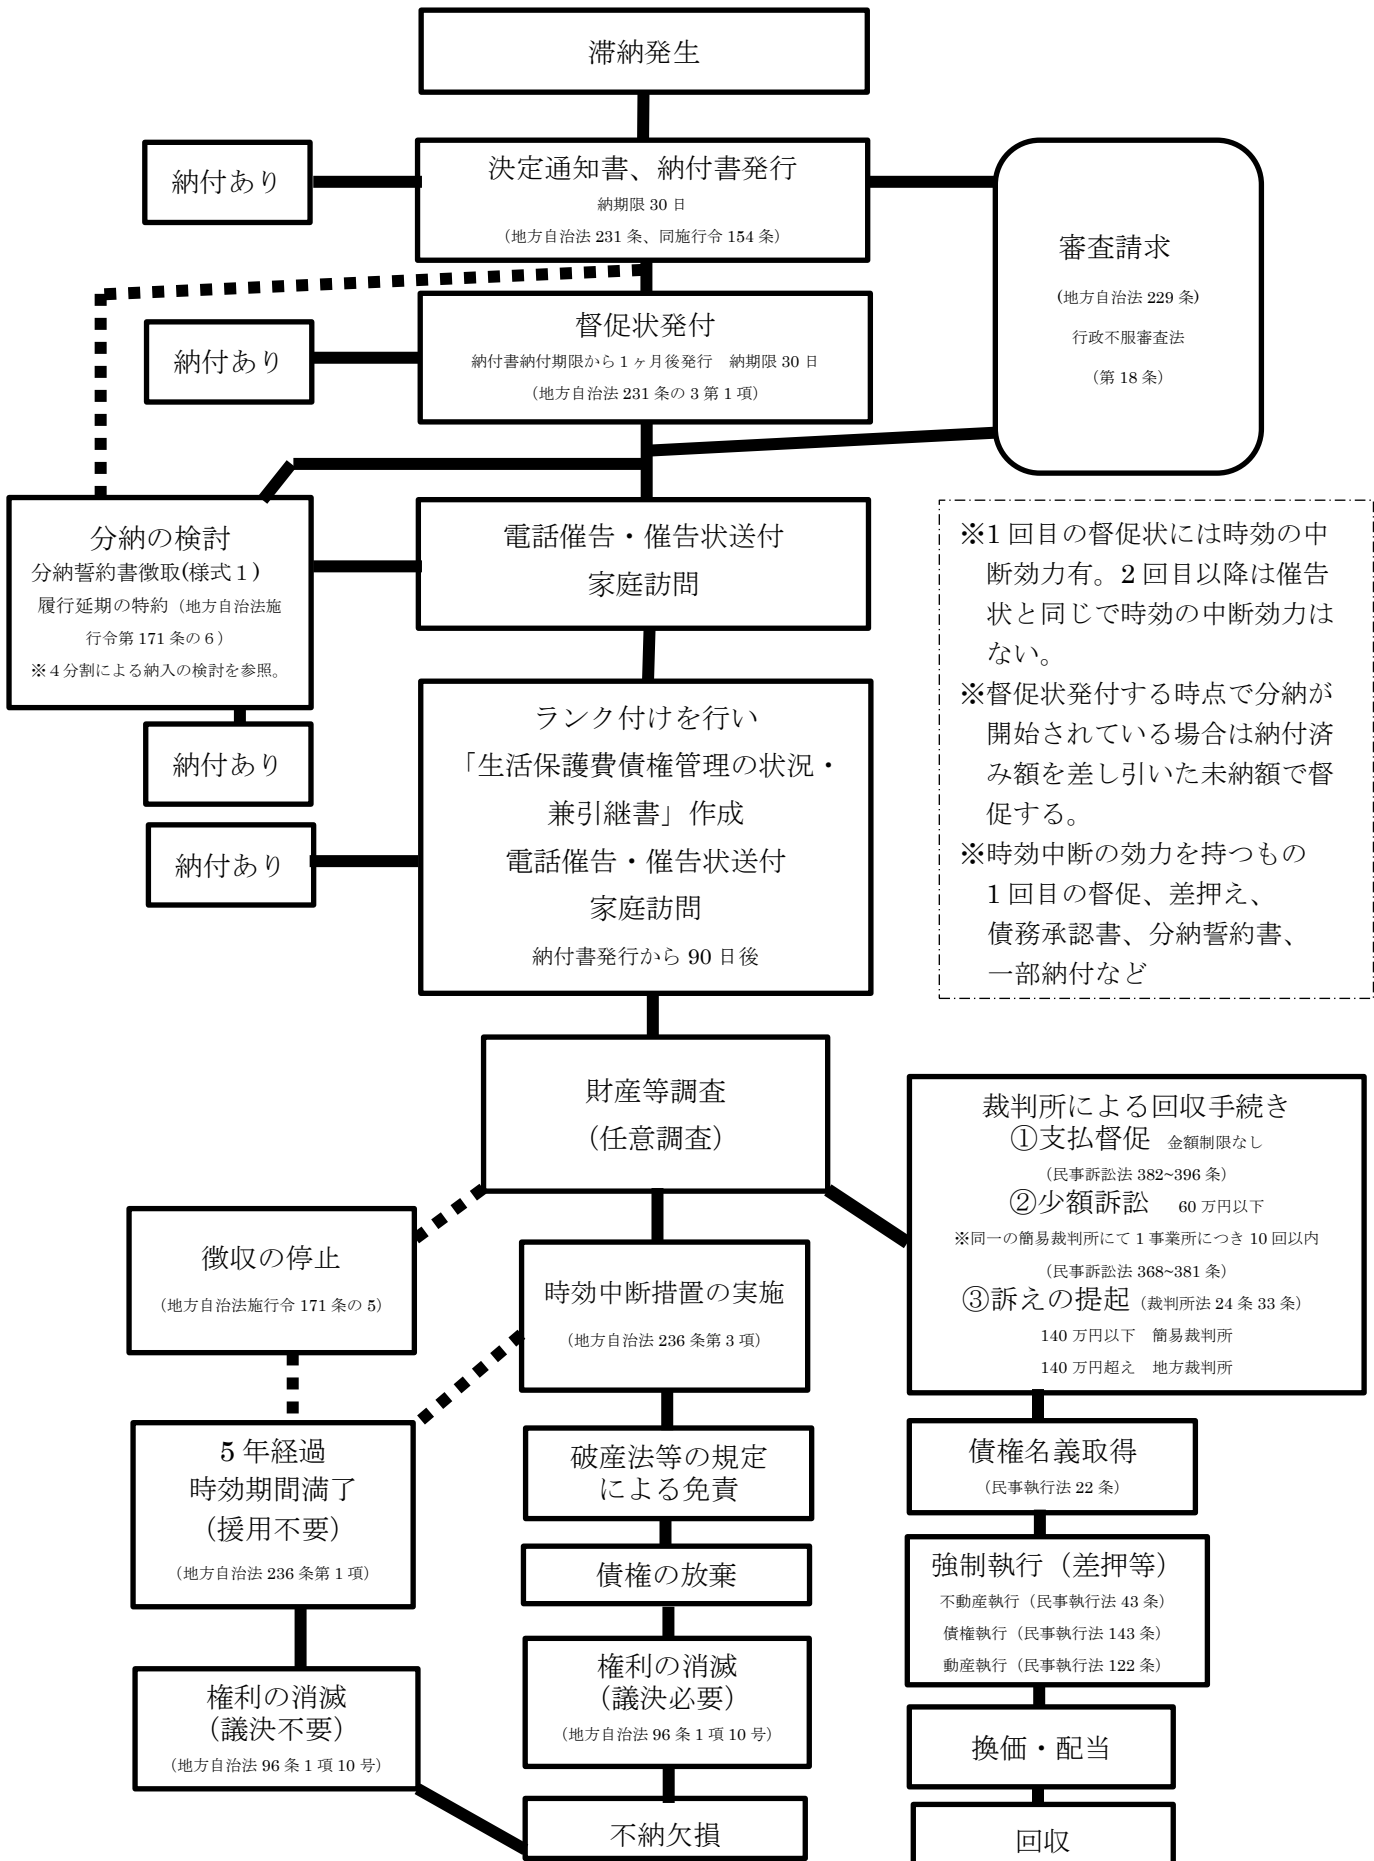 滞納発生
納付あり
決定通知書、納付書発行
納期限 30 日
（地方自治法 231 条、同施行令 154 条）
審査請求
(地方自治法 229 条)
行政不服審査法
（第 18 条）
納付あり
督促状発付
納付書納付期限から 1 ヶ月後発行　納期限 30 日
（地方自治法 231 条の 3 第 1 項）
分納の検討
分納誓約書徴取(様式１)
履行延期の特約（地方自治法施
行令第 171 条の６）
※４分割による納入の検討を参照。
電話催告・催告状送付
家庭訪問
※1 回目の督促状には時効の中
断効力有。2 回目以降は催告
状と同じで時効の中断効力は
ない。
※督促状発付する時点で分納が
開始されている場合は納付済
み額を差し引いた未納額で督
促する。
※時効中断の効力を持つもの
1 回目の督促、差押え、
債務承認書、分納誓約書、
一部納付など
納付あり
納付あり
ランク付けを行い
「生活保護費債権管理の状況・
兼引継書」作成
電話催告・催告状送付
家庭訪問
納付書発行から 90 日後
財産等調査
（任意調査）
裁判所による回収手続き
①支払督促　金額制限なし
（民事訴訟法 382~396 条）
②少額訴訟　60 万円以下
※同一の簡易裁判所にて 1 事業所につき 10 回以内
（民事訴訟法 368~381 条）
③訴えの提起（裁判所法 24 条 33 条）
140 万円以下　簡易裁判所
140 万円超え　地方裁判所
徴収の停止
（地方自治法施行令 171 条の 5）
時効中断措置の実施
（地方自治法 236 条第 3 項）
5 年経過
時効期間満了
（援用不要）
（地方自治法 236 条第 1 項）
破産法等の規定
による免責
債権名義取得
（民事執行法 22 条）
債権の放棄
強制執行（差押等）
不動産執行（民事執行法 43 条）
債権執行（民事執行法 143 条）
動産執行（民事執行法 122 条）
権利の消滅
（議決不要）
（地方自治法 96 条 1 項 10 号）
権利の消滅
（議決必要）
（地方自治法 96 条 1 項 10 号）
換価・配当
不納欠損
回収